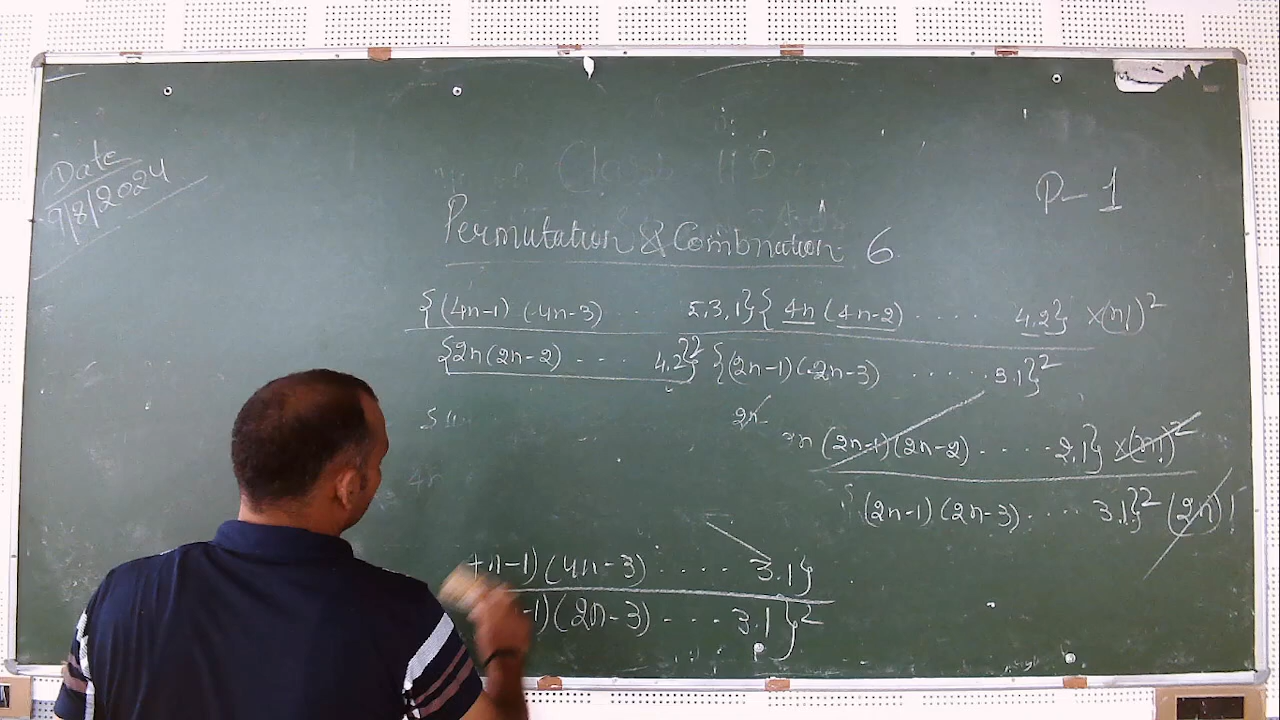 Date
9/8/2024
Class 11 D
P-1
Permutation & Combination 6
{(4n-1)(4n-3) ... 5.3.1}{4n(4n-2) ..... 4.2} ×(n!)²
{2n(2n-2) .... 4.2}² {(2n-1)(2n-3) ..... 3.1}²
2n
2n (2n-1)(2n-2) ..... 2.1} ×(n!)²
{(2n-1)(2n-3) .... 3.1}² (2n)!
4n
4n-1)(4n-3) .... 3.1}
-1)(2n-3) .... 3.1}²